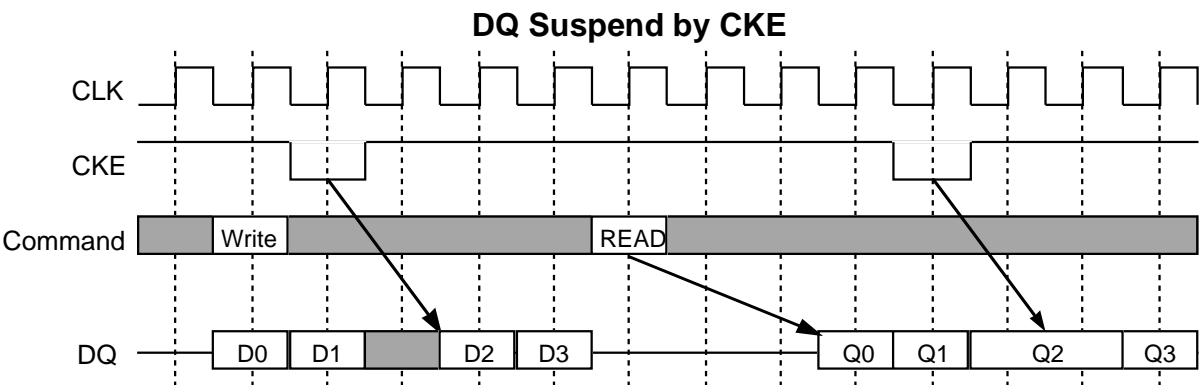 DQ Suspend by CKE
CLK
CKE
Command Write READ
DQ D0 D1 D2 D3 Q0 Q1 Q2 Q3